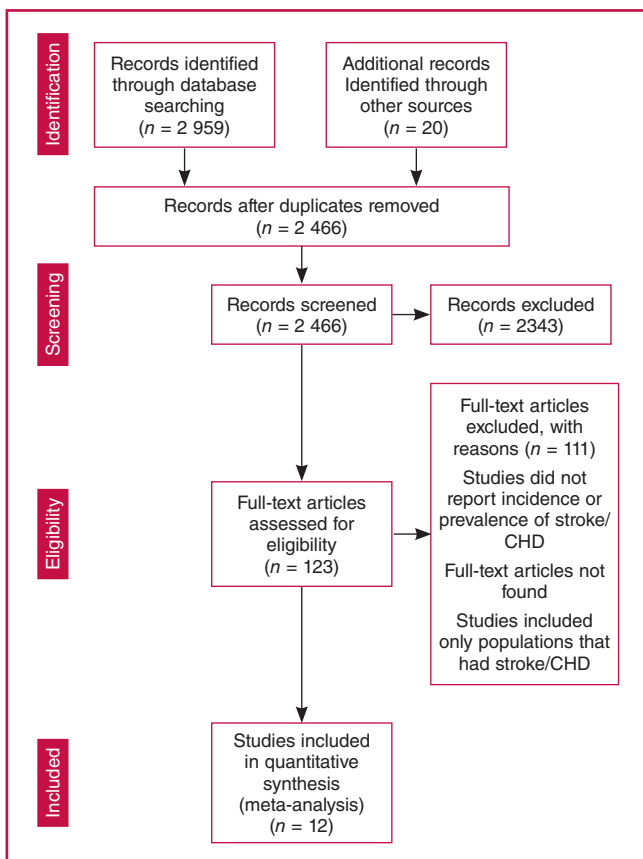 Identification
Records identified
through database
searching
(n = 2 959)
Additional records
Identified through
other sources
(n = 20)
Records after duplicates removed
(n = 2 466)
Screening
Records screened
(n = 2 466)
Records excluded
(n = 2343)
Eligibility
Full-text articles
assessed for
eligibility
(n = 123)
Full-text articles
excluded, with
reasons (n = 111)
Studies did not
report incidence or
prevalence of stroke/
CHD
Full-text articles not
found
Studies included
only populations that
had stroke/CHD
Included
Studies included
in quantitative
synthesis
(meta-analysis)
(n = 12)